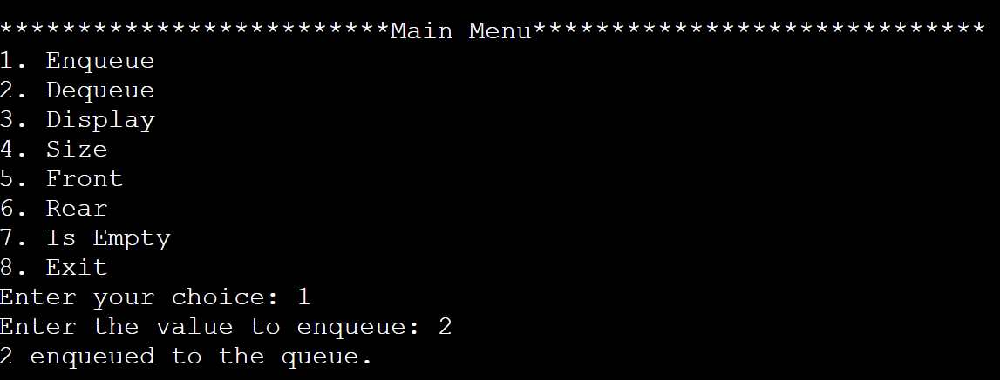 *************************Main Menu*****************************
1. Enqueue
2. Dequeue
3. Display
4. Size
5. Front
6. Rear
7. Is Empty
8. Exit
Enter your choice: 1
Enter the value to enqueue: 2
2 enqueued to the queue.